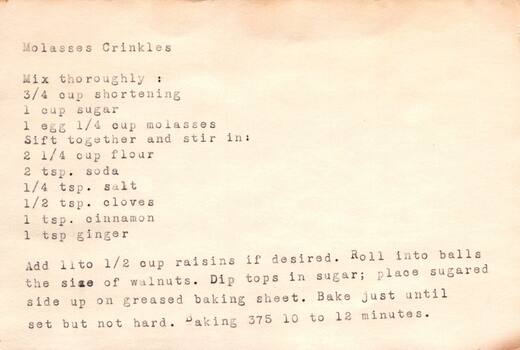 Molasses Crinkles
Mix thoroughly :
3/4 cup shortening
1 cup sugar
1 egg 1/4 cup molasses
Sift together and stir in:
2 1/4 cup flour
2 tsp. soda
1/4 tsp. salt
1/2 tsp. cloves
1 tsp. cinnamon
1 tsp ginger
Add 11to 1/2 cup raisins if desired. Roll into balls
the size of walnuts. Dip tops in sugar; place sugared
side up on greased baking sheet. Bake just until
set but not hard. Baking 375 10 to 12 minutes.